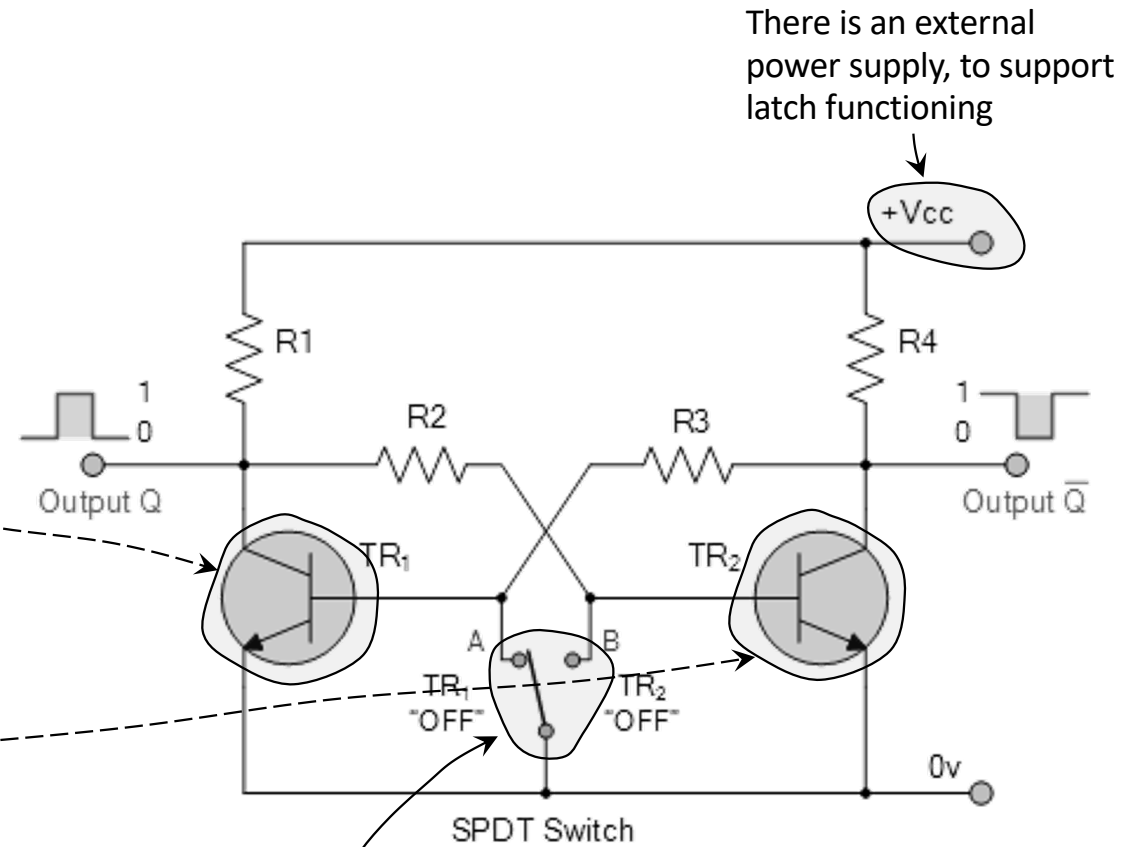 There is an external
power supply, to support
latch functioning
+Vcc
R1
R4
1
0
R2
R3
1
0
Output Q
Output Q̅
TR₁
TR₂
A
B
TR₁
"OFF"
TR₂
"OFF"
0v
SPDT Switch